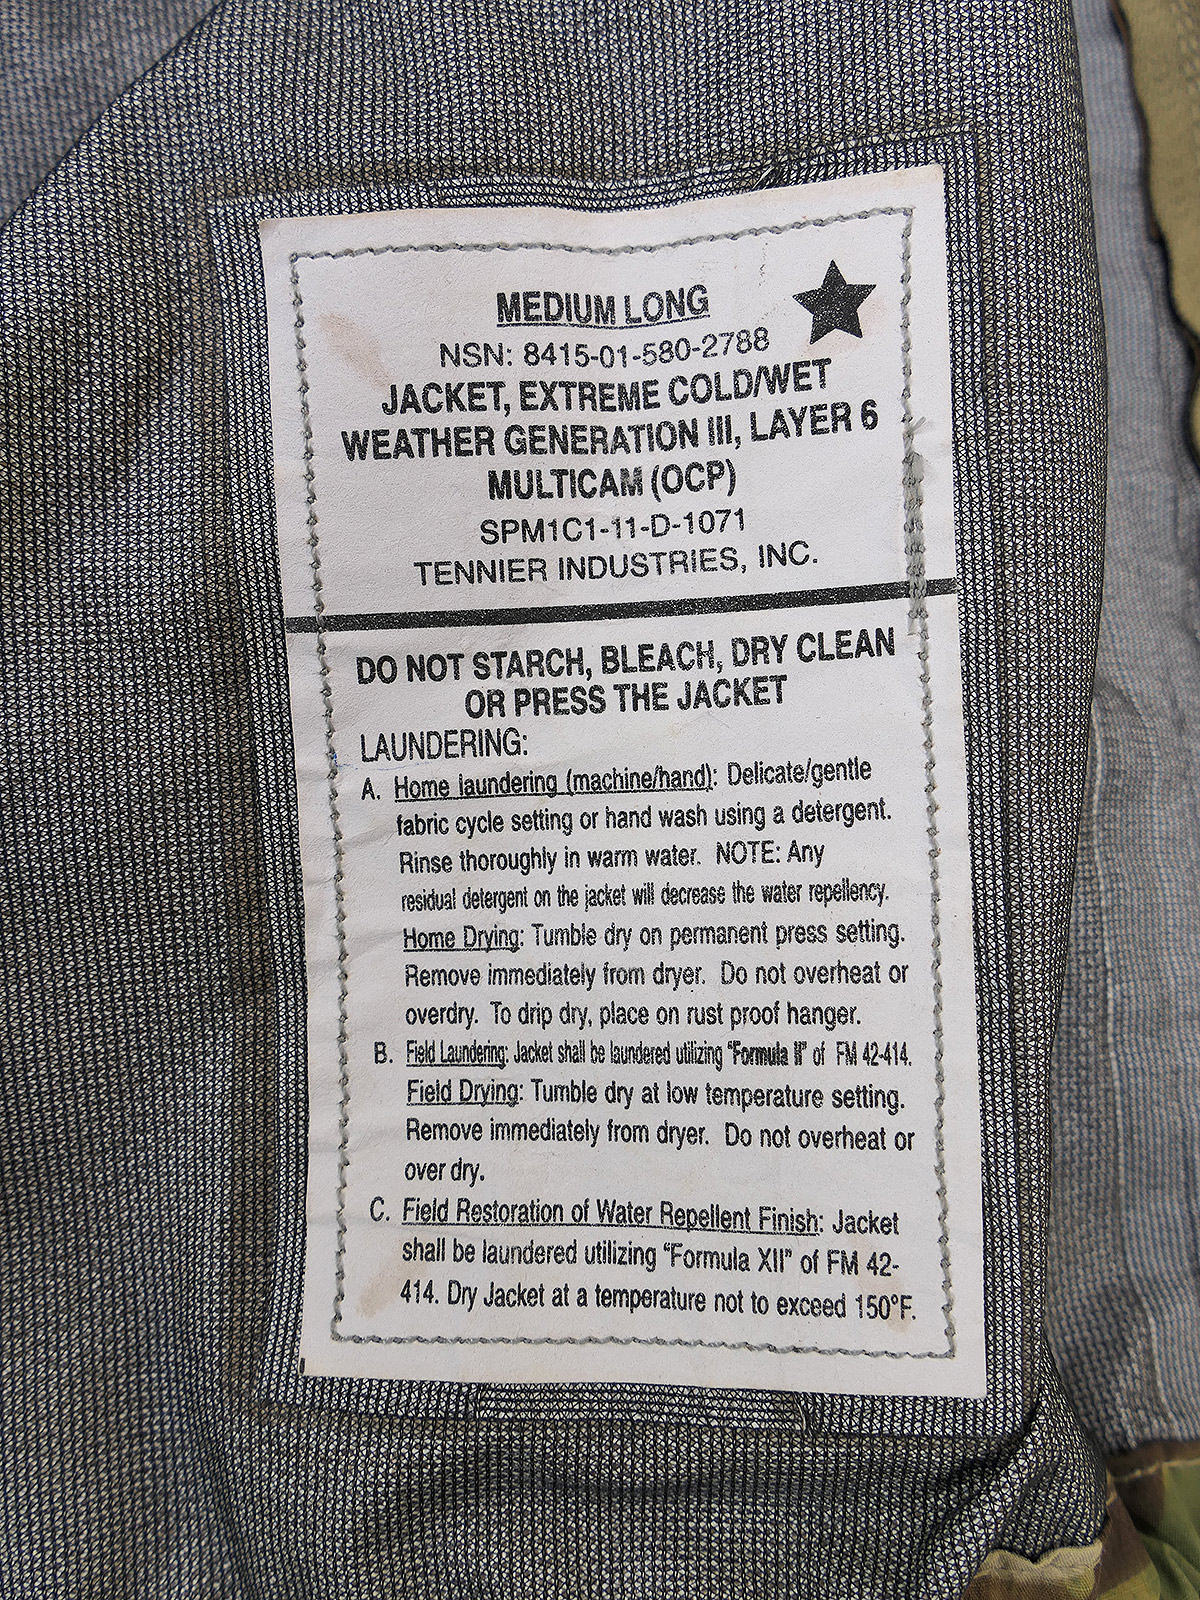 MEDIUM LONG
NSN: 8415-01-580-2788
JACKET, EXTREME COLD/WET
WEATHER GENERATION III, LAYER 6
MULTICAM (OCP)
SPM1C1-11-D-1071
TENNIER INDUSTRIES, INC.
DO NOT STARCH, BLEACH, DRY CLEAN
OR PRESS THE JACKET
LAUNDERING:
A. Home laundering (machine/hand): Delicate/gentle
fabric cycle setting or hand wash using a detergent.
Rinse thoroughly in warm water. NOTE: Any
residual detergent on the jacket will decrease the water repellency.
Home Drying: Tumble dry on permanent press setting.
Remove immediately from dryer. Do not overheat or
overdry. To drip dry, place on rust proof hanger.
B. Field Laundering: Jacket shall be laundered utilizing "Formula II" of FM 42-414.
Field Drying: Tumble dry at low temperature setting.
Remove immediately from dryer. Do not overheat or
over dry.
C. Field Restoration of Water Repellent Finish: Jacket
shall be laundered utilizing "Formula XII" of FM 42-
414. Dry Jacket at a temperature not to exceed 150°F.